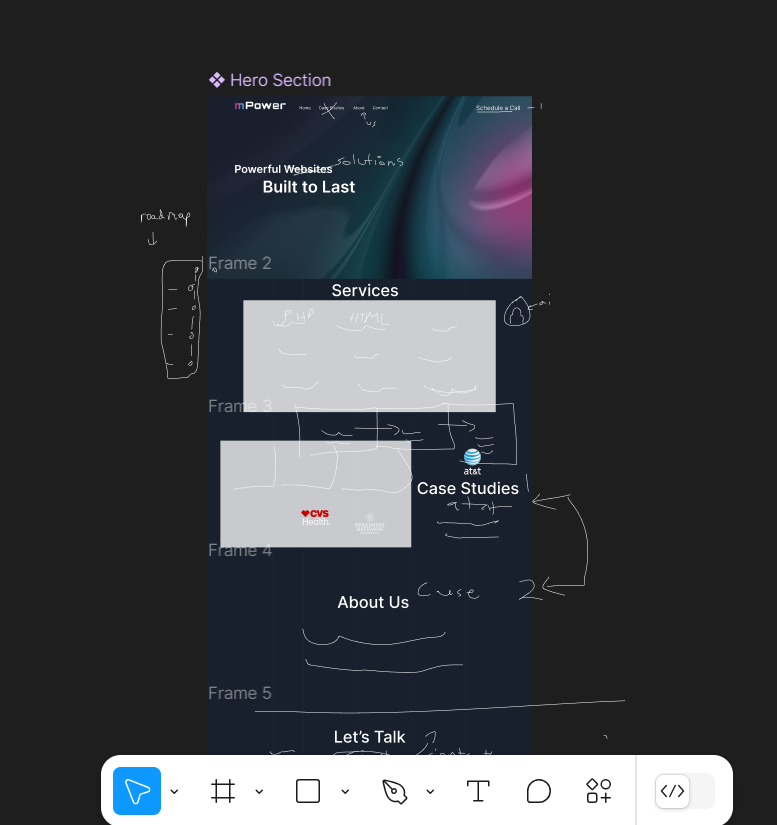 Hero Section
mPower Home Case Studies About Contact Schedule a Call
us
Powerful Websites solutions
Built to Last
roadmap
Frame 2
Services
PHP HTML
ai
Frame 3
at&t
Case Studies
at&t
CVS
Health.
BERKSHIRE
HATHAWAY
Frame 4
Case 2
About Us
Frame 5
Let's Talk